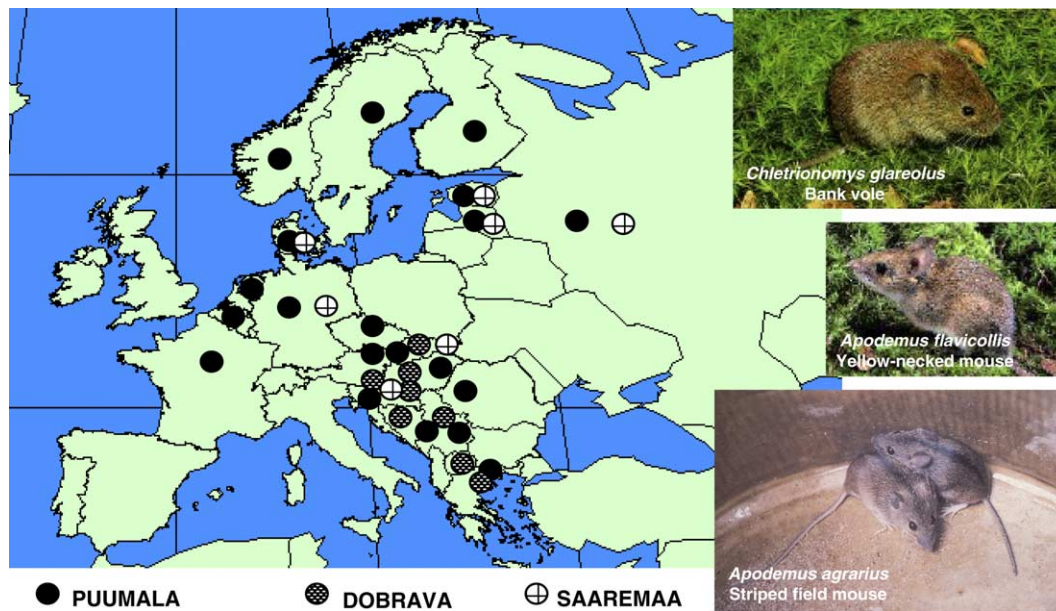 Chletrionomys glareolus
Bank vole
Apodemus flavicollis
Yellow-necked mouse
Apodemus agrarius
Striped field mouse
PUUMALA
DOBRAVA
SAAREMAA